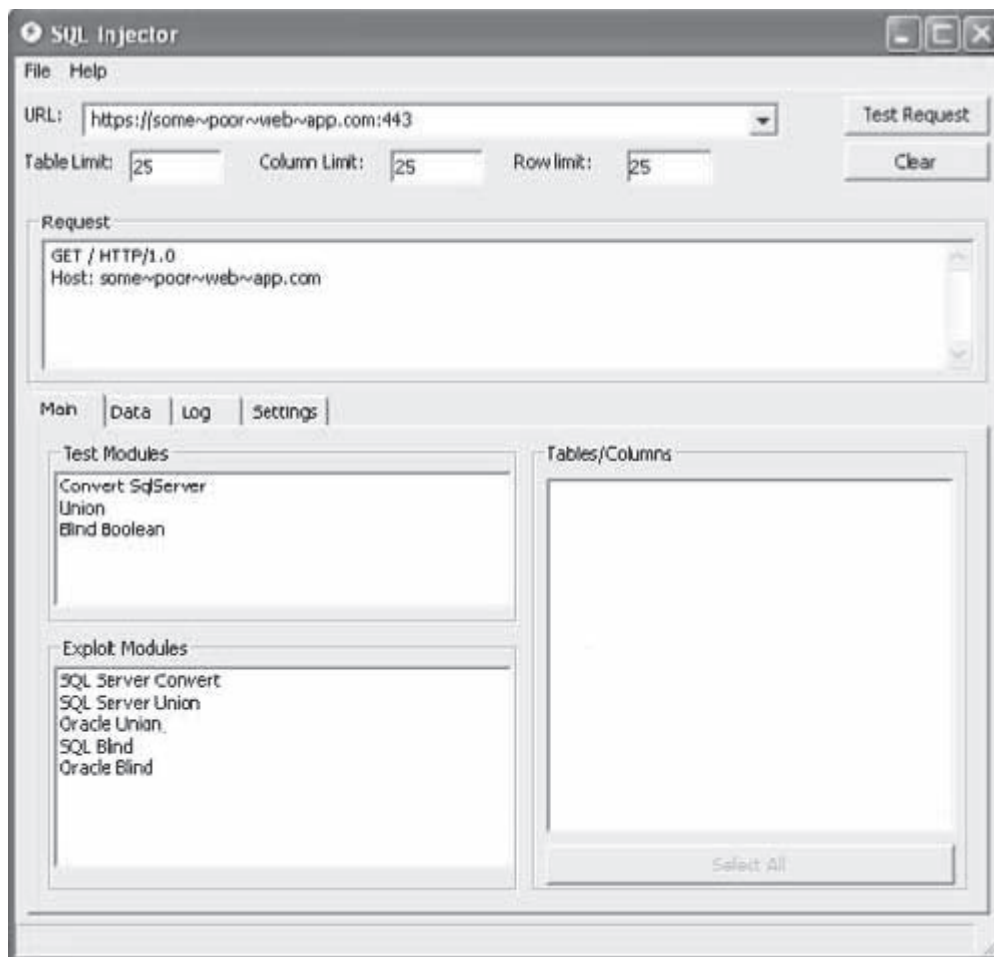 SQL Injector
File Help
URL: https://some~poor~web~app.com:443 Test Request
Table Limit: 25 Column Limit: 25 Row limit: 25 Clear
Request
GET / HTTP/1.0
Host: some~poor~web~app.com
Main Data Log Settings
Test Modules
Convert SqlServer
Union
Blind Boolean
Exploit Modules
SQL Server Convert
SQL Server Union
Oracle Union
SQL Blind
Oracle Blind
Tables/Columns
Select All